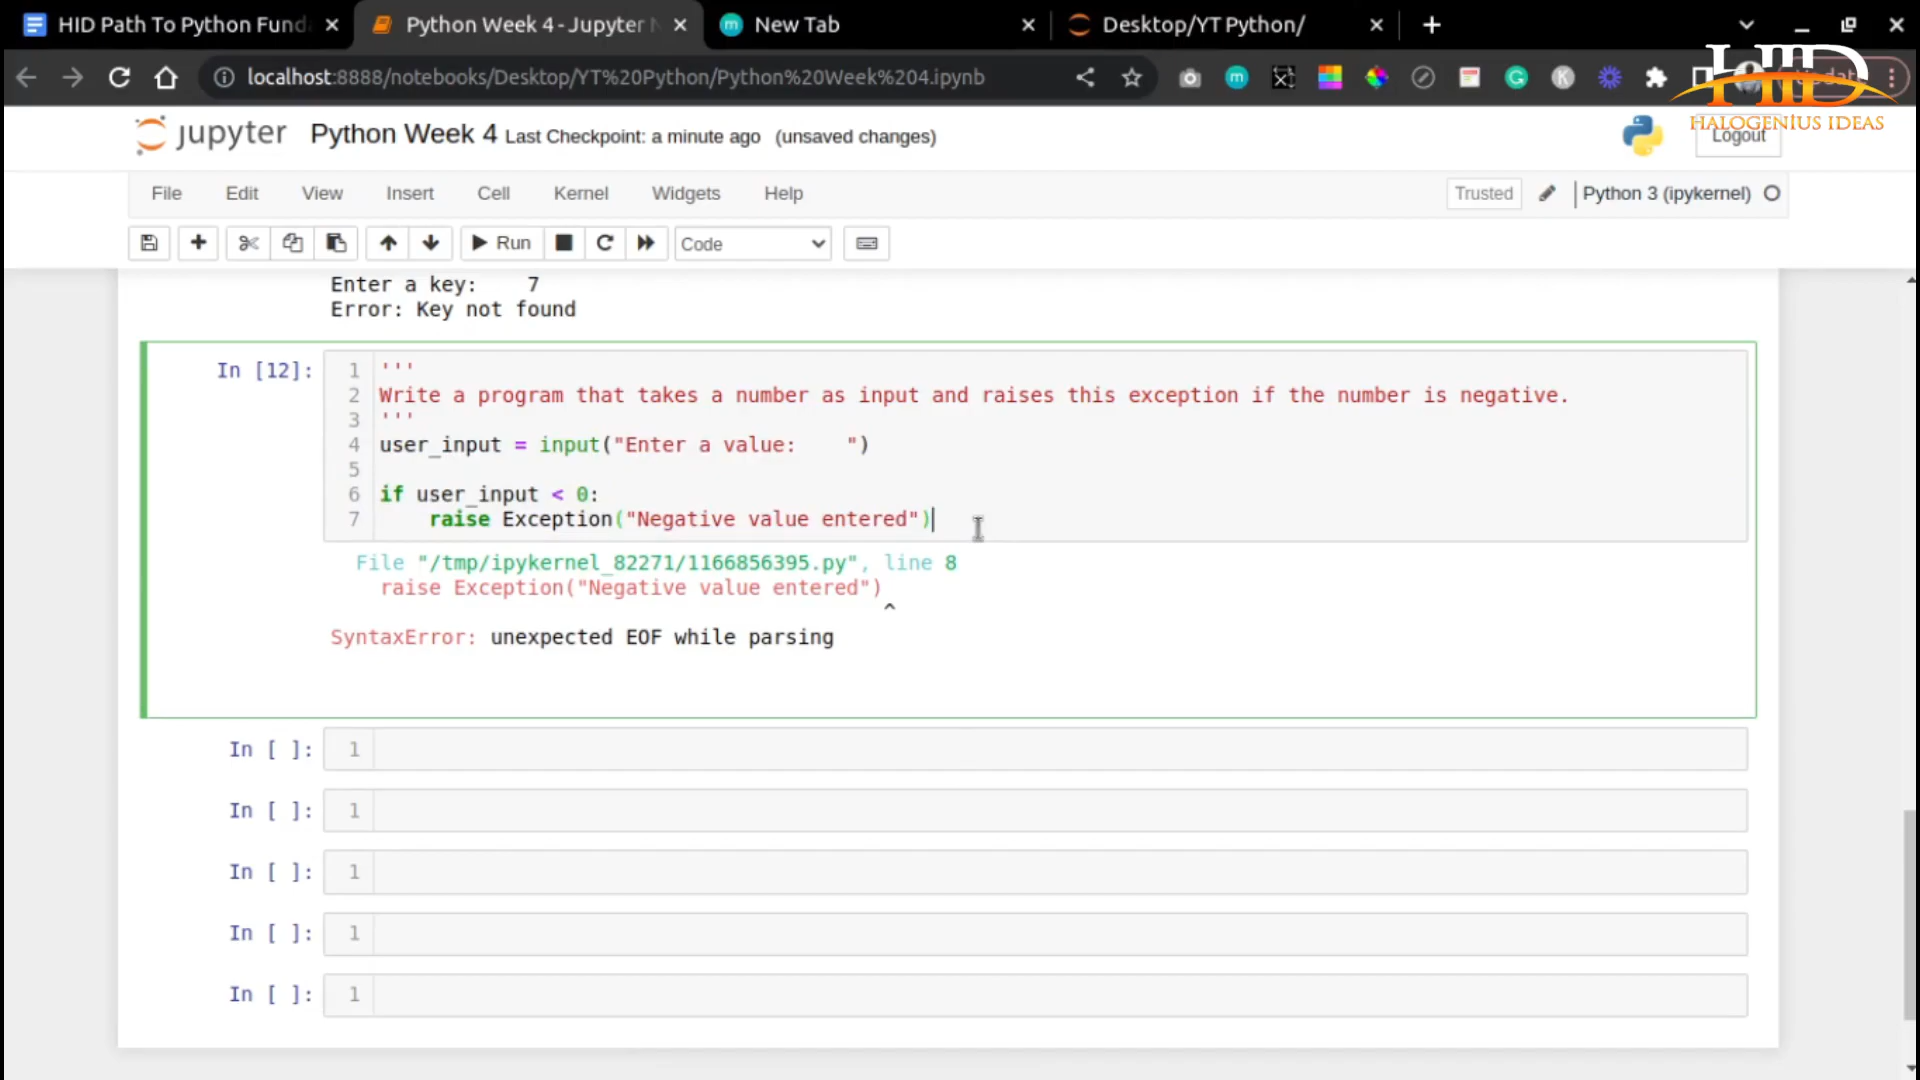 HID Path To Python Fund
Python Week 4 - Jupyter N
New Tab
Desktop/YT Python/
localhost:8888/notebooks/Desktop/YT%20Python/Python%20Week%204.ipynb
HID
HALOGENIUS IDEAS
jupyter
Python Week 4 Last Checkpoint: a minute ago (unsaved changes)
Logout
File Edit View Insert Cell Kernel Widgets Help
Trusted
Python 3 (ipykernel)
Run
Code
Enter a key:    7
Error: Key not found
In [12]:
1 '''
2 Write a program that takes a number as input and raises this exception if the number is negative.
3 '''
4 user_input = input("Enter a value:    ")
5
6 if user_input < 0:
7     raise Exception("Negative value entered")
File "/tmp/ipykernel_82271/1166856395.py", line 8
raise Exception("Negative value entered")
^
SyntaxError: unexpected EOF while parsing
In [ ]: 1
In [ ]: 1
In [ ]: 1
In [ ]: 1
In [ ]: 1